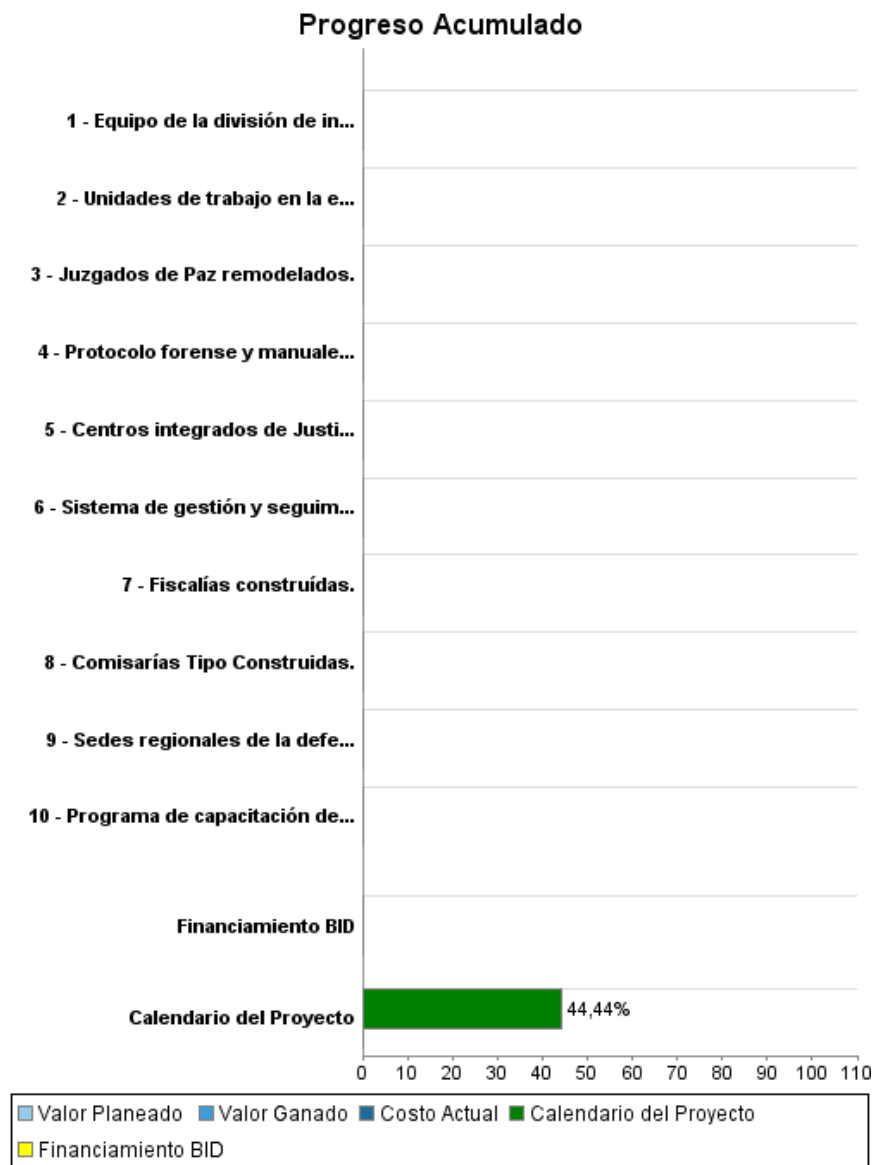 Progreso Acumulado
1 - Equipo de la división de in...
2 - Unidades de trabajo en la e...
3 - Juzgados de Paz remodelados.
4 - Protocolo forense y manuale...
5 - Centros integrados de Justi...
6 - Sistema de gestión y seguim...
7 - Fiscalías construídas.
8 - Comisarías Tipo Construidas.
9 - Sedes regionales de la defe...
10 - Programa de capacitación de...
Financiamiento BID
Calendario del Proyecto
44,44%
0 10 20 30 40 50 60 70 80 90 100 110
Valor Planeado Valor Ganado Costo Actual Calendario del Proyecto
Financiamiento BID